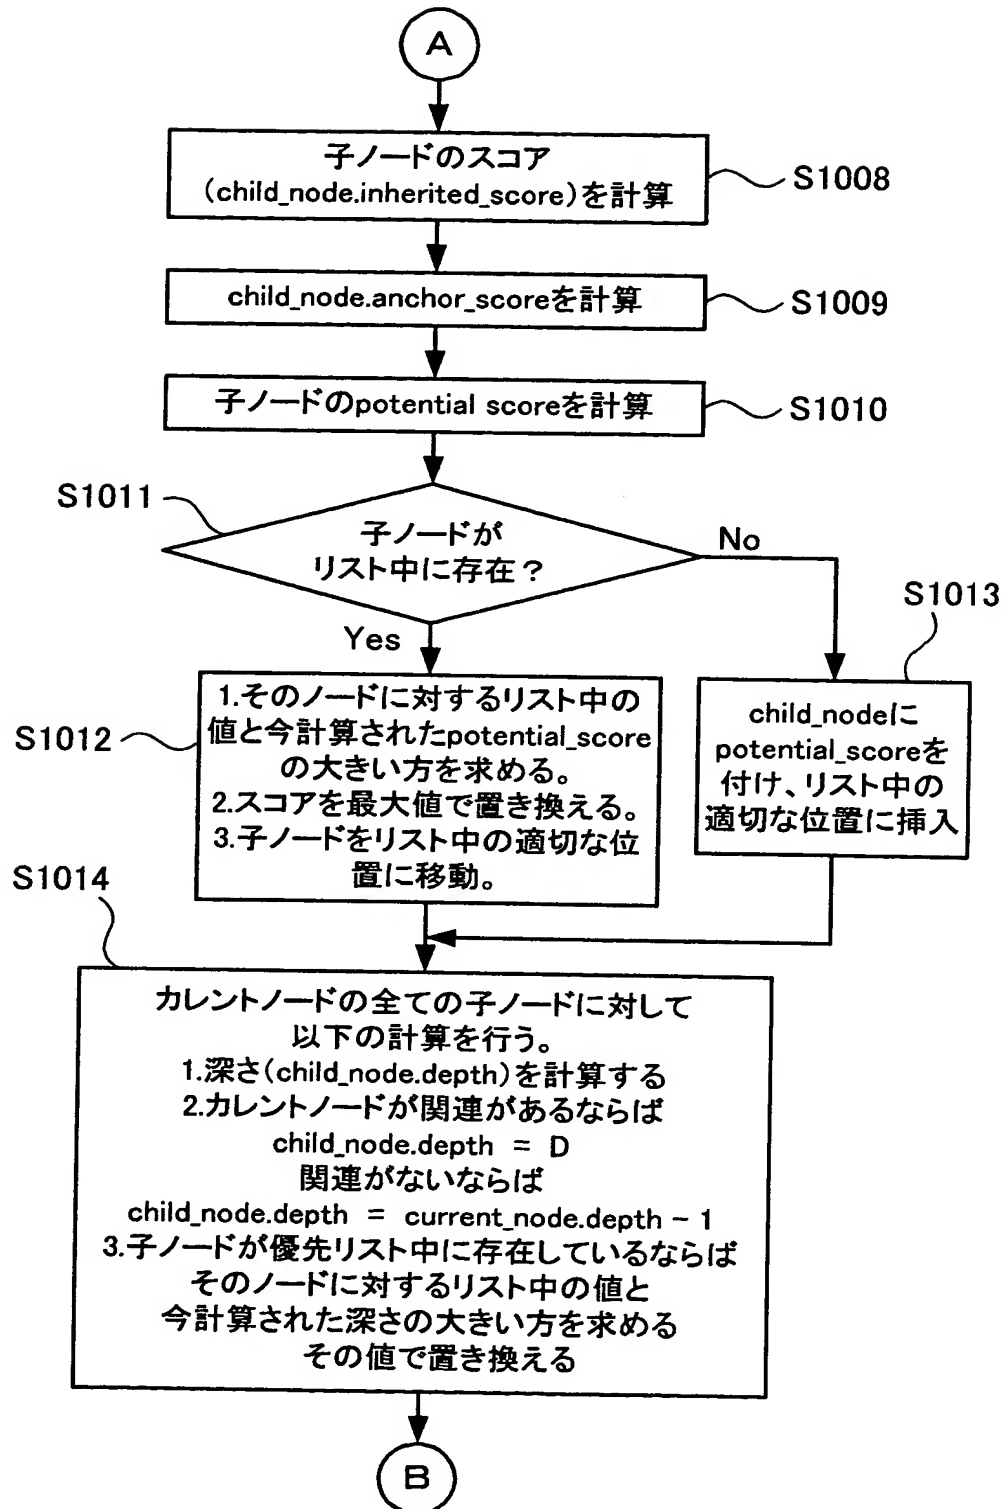 A
子ノードのスコア
(child_node.inherited_score)を計算
S1008
child_node.anchor_scoreを計算
S1009
子ノードのpotential scoreを計算
S1010
S1011
子ノードが
リスト中に存在?
No
Yes
S1013
S1012
1.そのノードに対するリスト中の
値と今計算されたpotential_score
の大きい方を求める。
2.スコアを最大値で置き換える。
3.子ノードをリスト中の適切な位
置に移動。
child_nodeに
potential_scoreを
付け、リスト中の
適切な位置に挿入
S1014
カレントノードの全ての子ノードに対して
以下の計算を行う。
1.深さ(child_node.depth)を計算する
2.カレントノードが関連があるならば
child_node.depth = D
関連がないならば
child_node.depth = current_node.depth - 1
3.子ノードが優先リスト中に存在しているならば
そのノードに対するリスト中の値と
今計算された深さの大きい方を求める
その値で置き換える
B